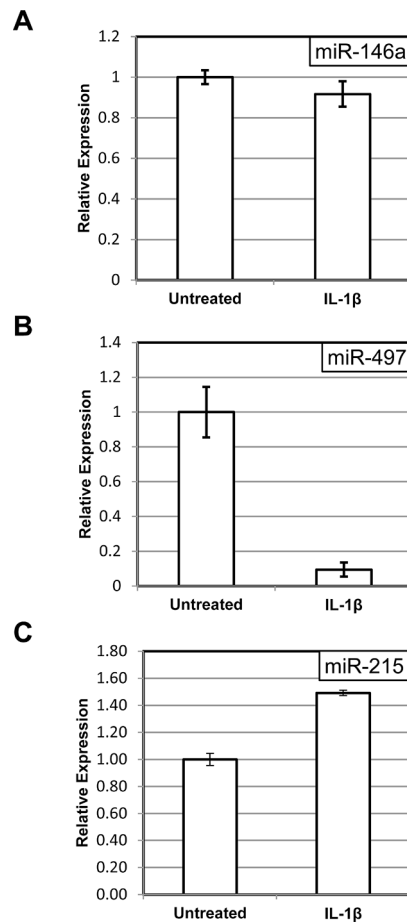 A
miR-146a
1.2
1
0.8
0.6
0.4
0.2
0
Relative Expression
Untreated IL-1β
B
miR-497
1.4
1.2
1
0.8
0.6
0.4
0.2
0
Relative Expression
Untreated IL-1β
C
miR-215
1.80
1.60
1.40
1.20
1.00
0.80
0.60
0.40
0.20
0.00
Relative Expression
Untreated IL-1β